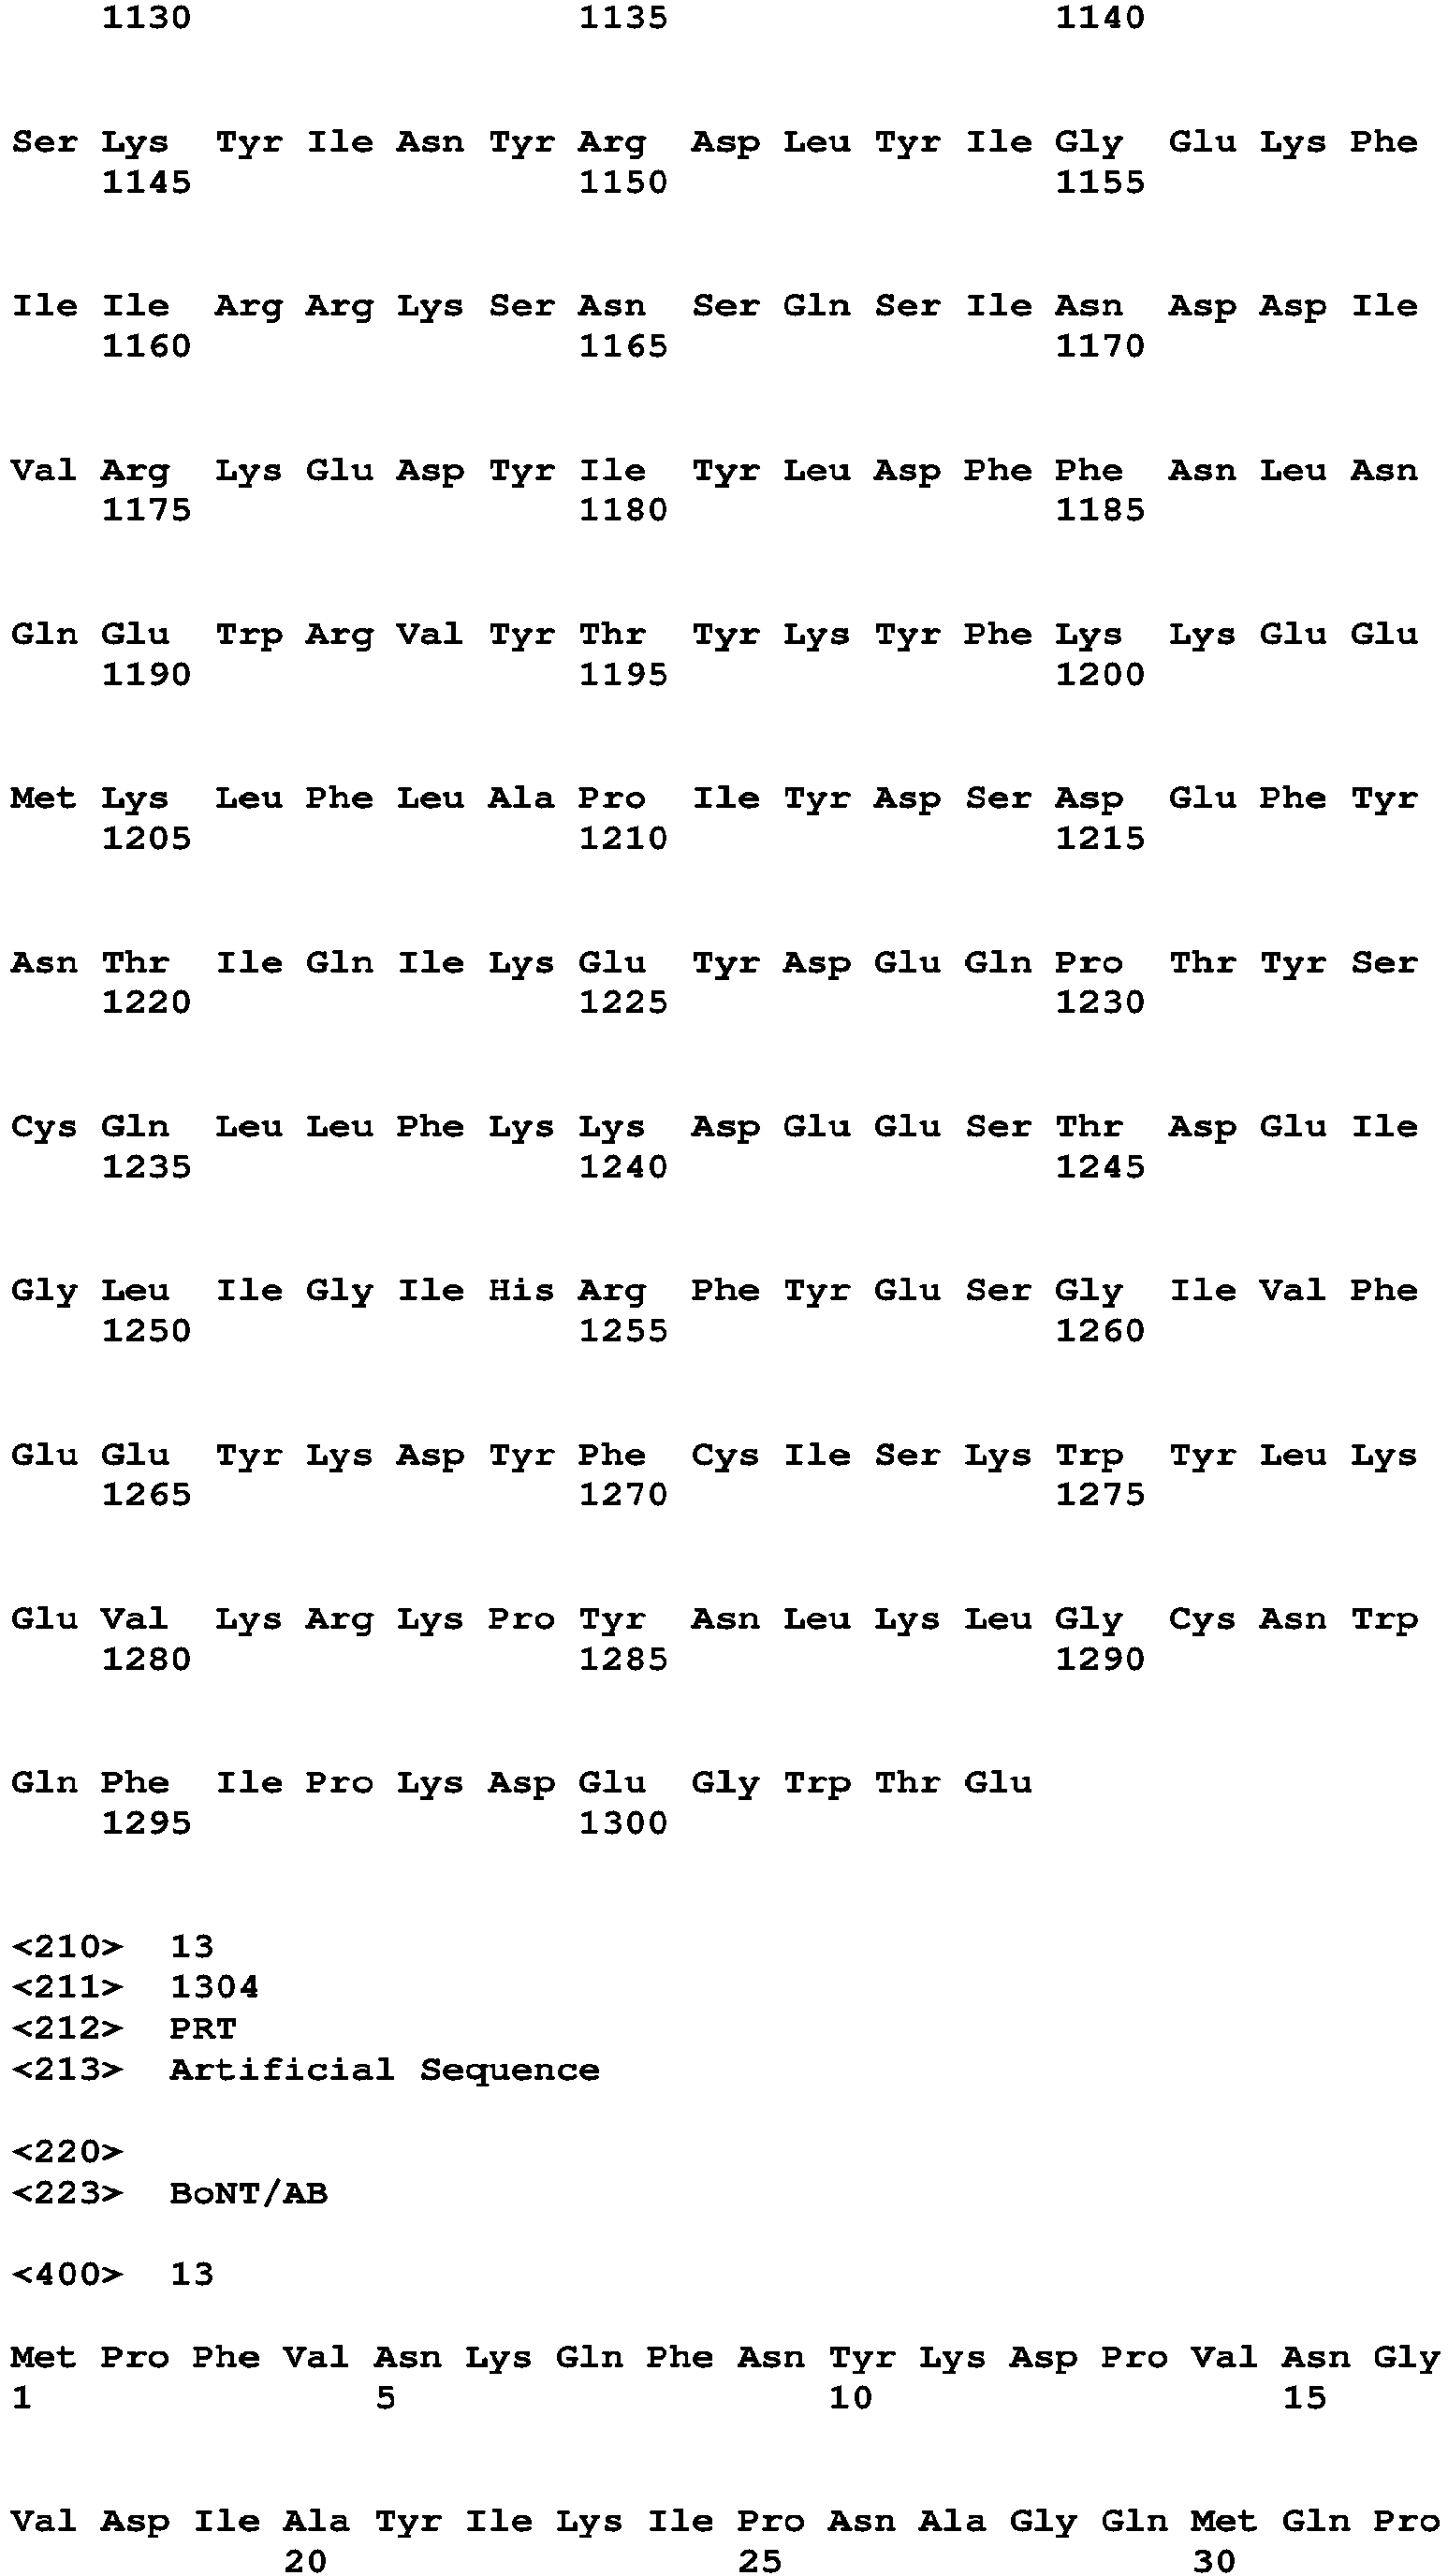 1130 1135 1140
Ser Lys Tyr Ile Asn Tyr Arg Asp Leu Tyr Ile Gly Glu Lys Phe
1145 1150 1155
Ile Ile Arg Arg Lys Ser Asn Ser Gln Ser Ile Asn Asp Asp Ile
1160 1165 1170
Val Arg Lys Glu Asp Tyr Ile Tyr Leu Asp Phe Phe Asn Leu Asn
1175 1180 1185
Gln Glu Trp Arg Val Tyr Thr Tyr Lys Tyr Phe Lys Lys Glu Glu
1190 1195 1200
Met Lys Leu Phe Leu Ala Pro Ile Tyr Asp Ser Asp Glu Phe Tyr
1205 1210 1215
Asn Thr Ile Gln Ile Lys Glu Tyr Asp Glu Gln Pro Thr Tyr Ser
1220 1225 1230
Cys Gln Leu Leu Phe Lys Lys Asp Glu Glu Ser Thr Asp Glu Ile
1235 1240 1245
Gly Leu Ile Gly Ile His Arg Phe Tyr Glu Ser Gly Ile Val Phe
1250 1255 1260
Glu Glu Tyr Lys Asp Tyr Phe Cys Ile Ser Lys Trp Tyr Leu Lys
1265 1270 1275
Glu Val Lys Arg Lys Pro Tyr Asn Leu Lys Leu Gly Cys Asn Trp
1280 1285 1290
Gln Phe Ile Pro Lys Asp Glu Gly Trp Thr Glu
1295 1300
<210> 13
<211> 1304
<212> PRT
<213> Artificial Sequence
<220>
<223> BoNT/AB
<400> 13
Met Pro Phe Val Asn Lys Gln Phe Asn Tyr Lys Asp Pro Val Asn Gly
1 5 10 15
Val Asp Ile Ala Tyr Ile Lys Ile Pro Asn Ala Gly Gln Met Gln Pro
20 25 30